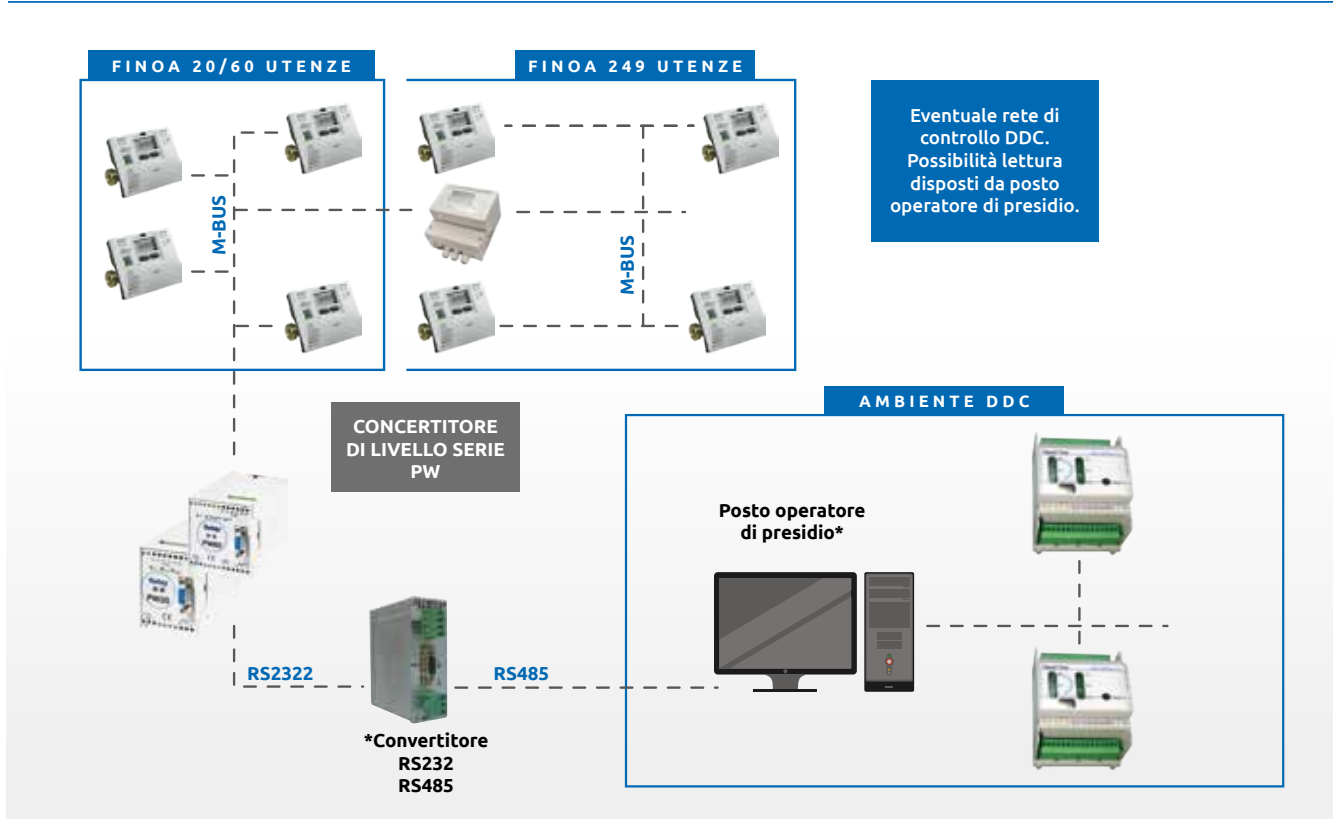 FINOA 20/60 UTENZE
FINOA 249 UTENZE
Eventuale rete di
controllo DDC.
Possibilità lettura
disposti da posto
operatore di presidio.
M-BUS
M-BUS
AMBIENTE DDC
CONCERTITORE
DI LIVELLO SERIE
PW
Posto operatore
di presidio*
PW60
PW20
RS2322
RS485
*Convertitore
RS232
RS485